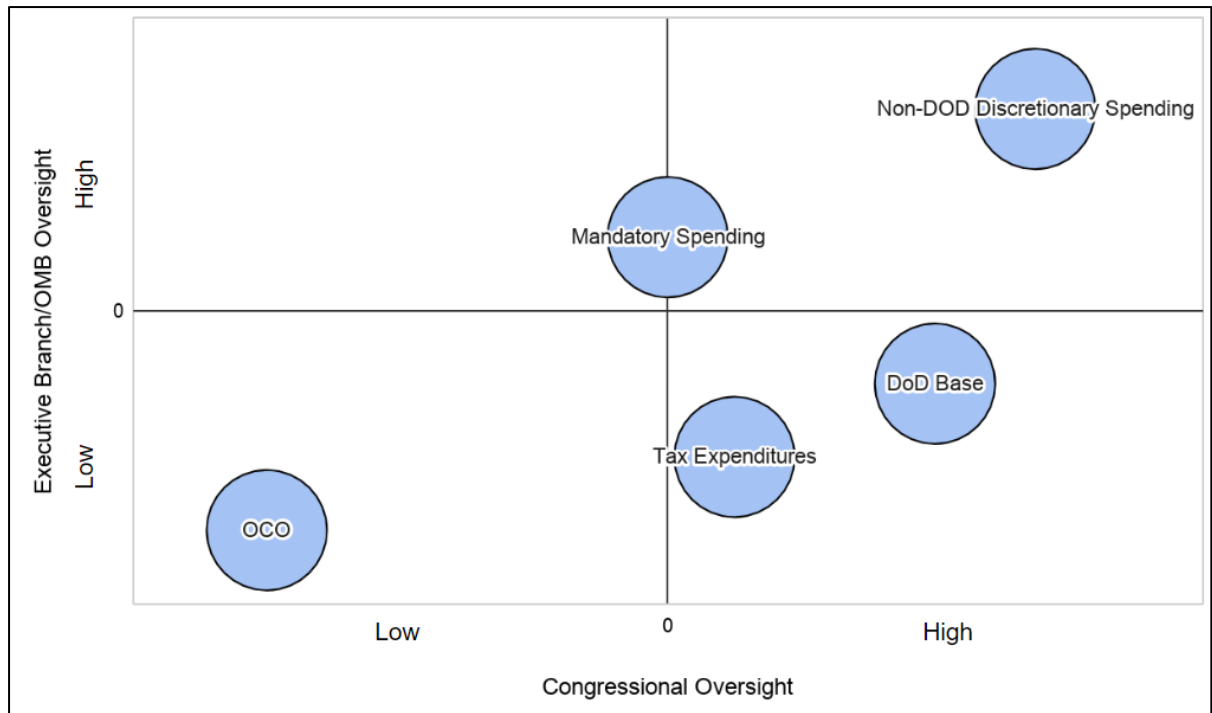 Executive Branch/OMB Oversight
High
0
Low
Non-DOD Discretionary Spending
Mandatory Spending
DoD Base
Tax Expenditures
OCO
Low
0
High
Congressional Oversight